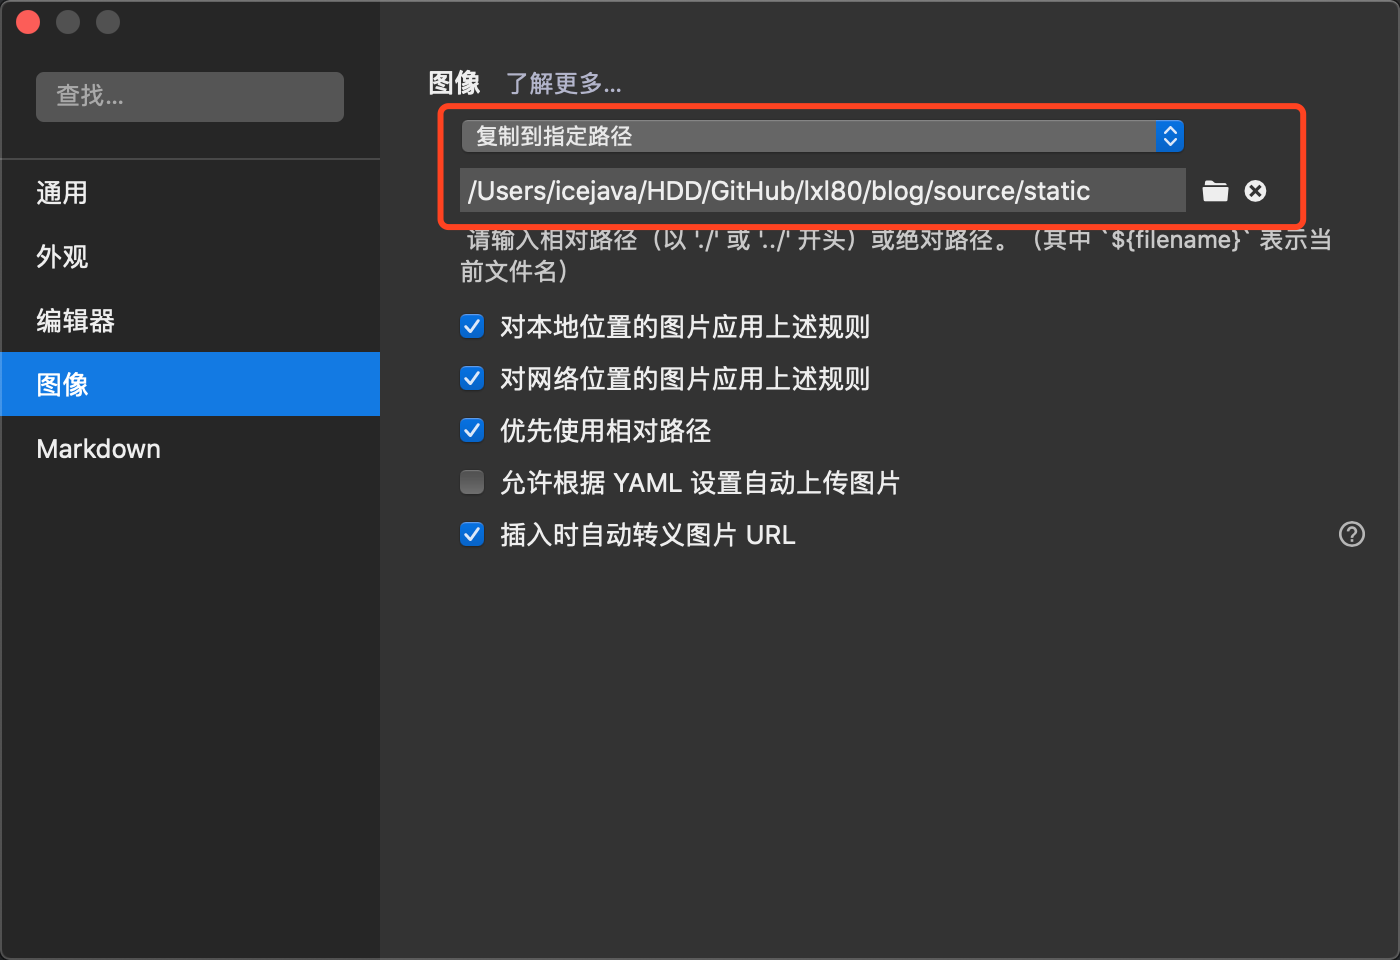 查找...
通用
外观
编辑器
图像
Markdown
图像 了解更多...
复制到指定路径
/Users/icejava/HDD/GitHub/lxl80/blog/source/static
请输入相对路径（以 './' 或 '../' 开头）或绝对路径。（其中 `${filename}` 表示当
前文件名）
对本地位置的图片应用上述规则
对网络位置的图片应用上述规则
优先使用相对路径
允许根据 YAML 设置自动上传图片
插入时自动转义图片 URL